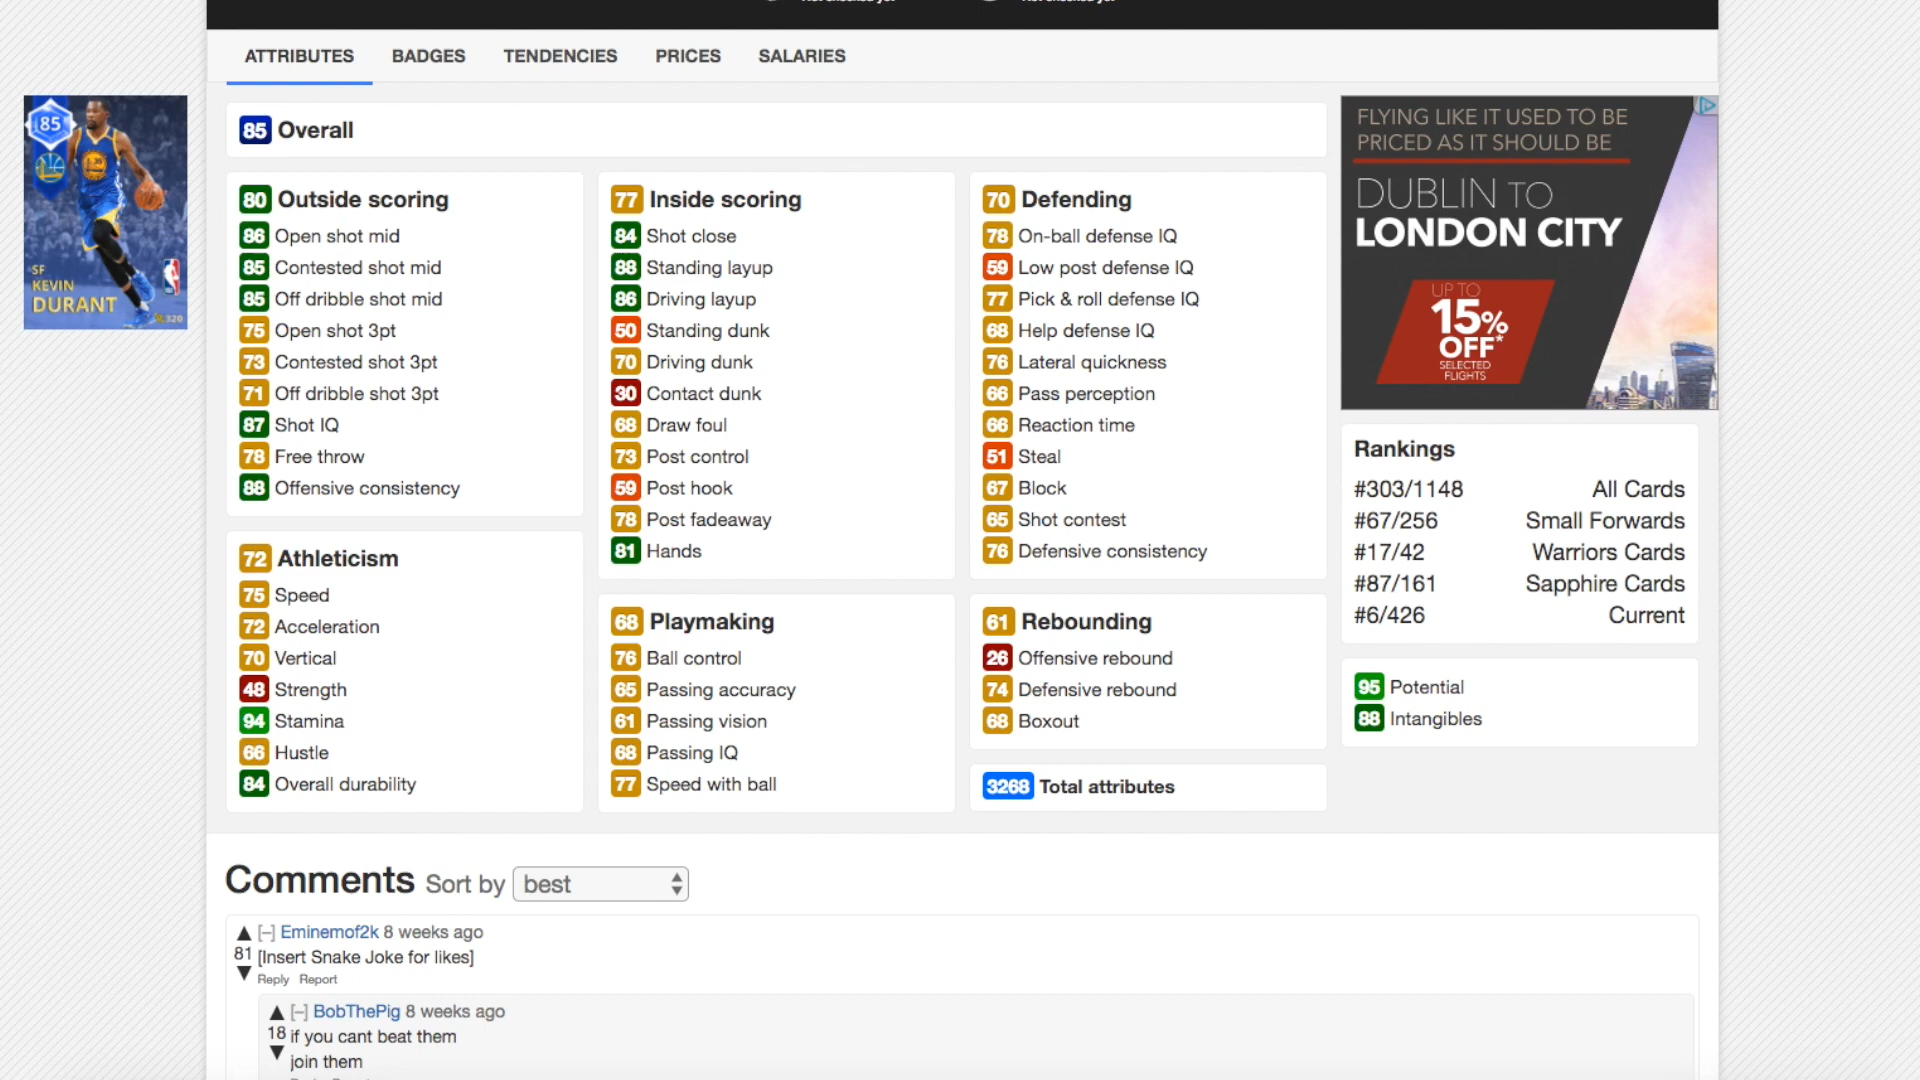 ATTRIBUTES
BADGES
TENDENCIES
PRICES
SALARIES
85
SF
KEVIN
DURANT
320
85 Overall
80 Outside scoring
86 Open shot mid
85 Contested shot mid
85 Off dribble shot mid
75 Open shot 3pt
73 Contested shot 3pt
71 Off dribble shot 3pt
87 Shot IQ
78 Free throw
88 Offensive consistency
72 Athleticism
75 Speed
72 Acceleration
70 Vertical
48 Strength
94 Stamina
66 Hustle
84 Overall durability
77 Inside scoring
84 Shot close
88 Standing layup
86 Driving layup
50 Standing dunk
70 Driving dunk
30 Contact dunk
68 Draw foul
73 Post control
59 Post hook
78 Post fadeaway
81 Hands
68 Playmaking
76 Ball control
65 Passing accuracy
61 Passing vision
68 Passing IQ
77 Speed with ball
70 Defending
78 On-ball defense IQ
59 Low post defense IQ
77 Pick & roll defense IQ
68 Help defense IQ
76 Lateral quickness
66 Pass perception
66 Reaction time
51 Steal
67 Block
65 Shot contest
76 Defensive consistency
61 Rebounding
26 Offensive rebound
74 Defensive rebound
68 Boxout
3268 Total attributes
FLYING LIKE IT USED TO BE
PRICED AS IT SHOULD BE
DUBLIN TO
LONDON CITY
UP TO
15%
OFF*
SELECTED
FLIGHTS
Rankings
#303/1148 All Cards
#67/256 Small Forwards
#17/42 Warriors Cards
#87/161 Sapphire Cards
#6/426 Current
95 Potential
88 Intangibles
Comments Sort by best
[–] Eminemof2k 8 weeks ago
81 [Insert Snake Joke for likes]
Reply Report
[–] BobThePig 8 weeks ago
18 if you cant beat them
join them